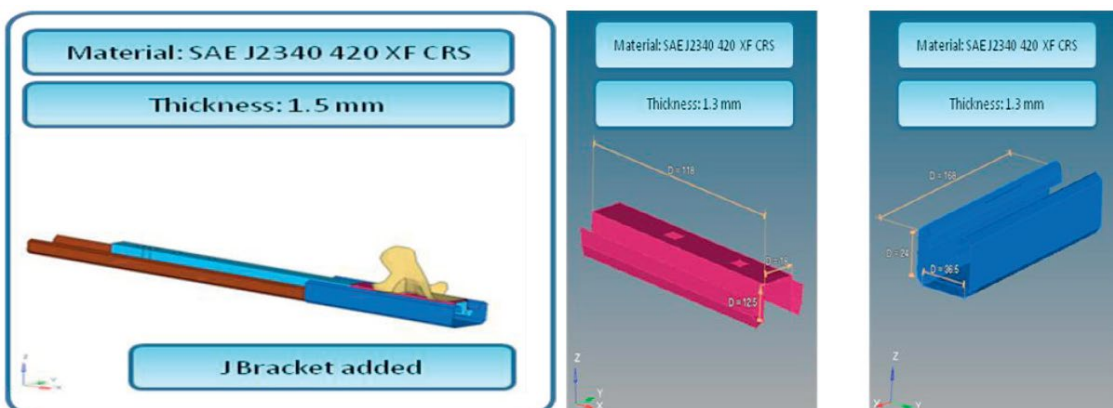 Material: SAE J2340 420 XF CRS
Thickness: 1.5 mm
J Bracket added
Z
Material: SAE J2340 420 XF CRS
Thickness: 1.3 mm
D = 118
D = 12.5
Z
Y
X
Material: SAE J2340 420 XF CRS
Thickness: 1.3 mm
D = 168
D = 24
D = 36.5
Z
X
Y